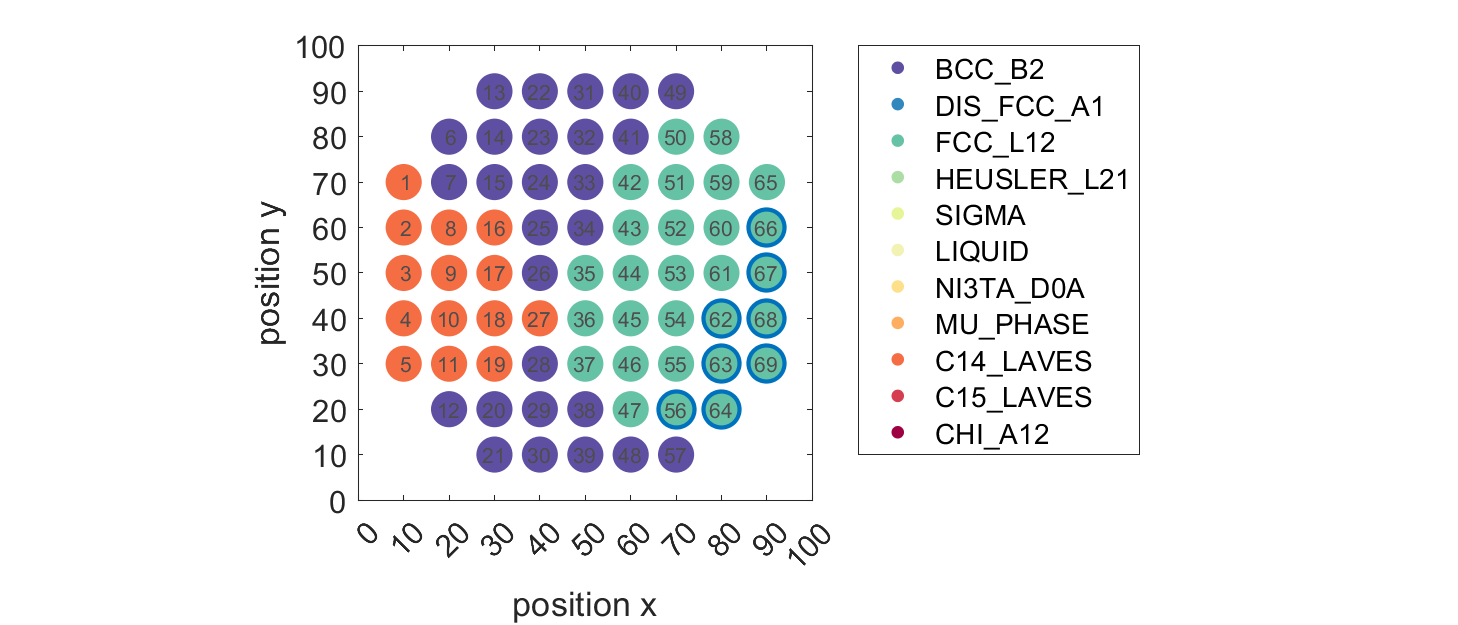 100
90
80
70
60
50
40
30
20
10
0
position y
13 22 31 40 49
6 14 23 32 41 50 58
1 7 15 24 33 42 51 59 65
2 8 16 25 34 43 52 60 66
3 9 17 26 35 44 53 61 67
4 10 18 27 36 45 54 62 68
5 11 19 28 37 46 55 63 69
12 20 29 38 47 56 64
21 30 39 48 57
0 10 20 30 40 50 60 70 80 90 100
position x
BCC_B2
DIS_FCC_A1
FCC_L12
HEUSLER_L21
SIGMA
LIQUID
NI3TA_D0A
MU_PHASE
C14_LAVES
C15_LAVES
CHI_A12